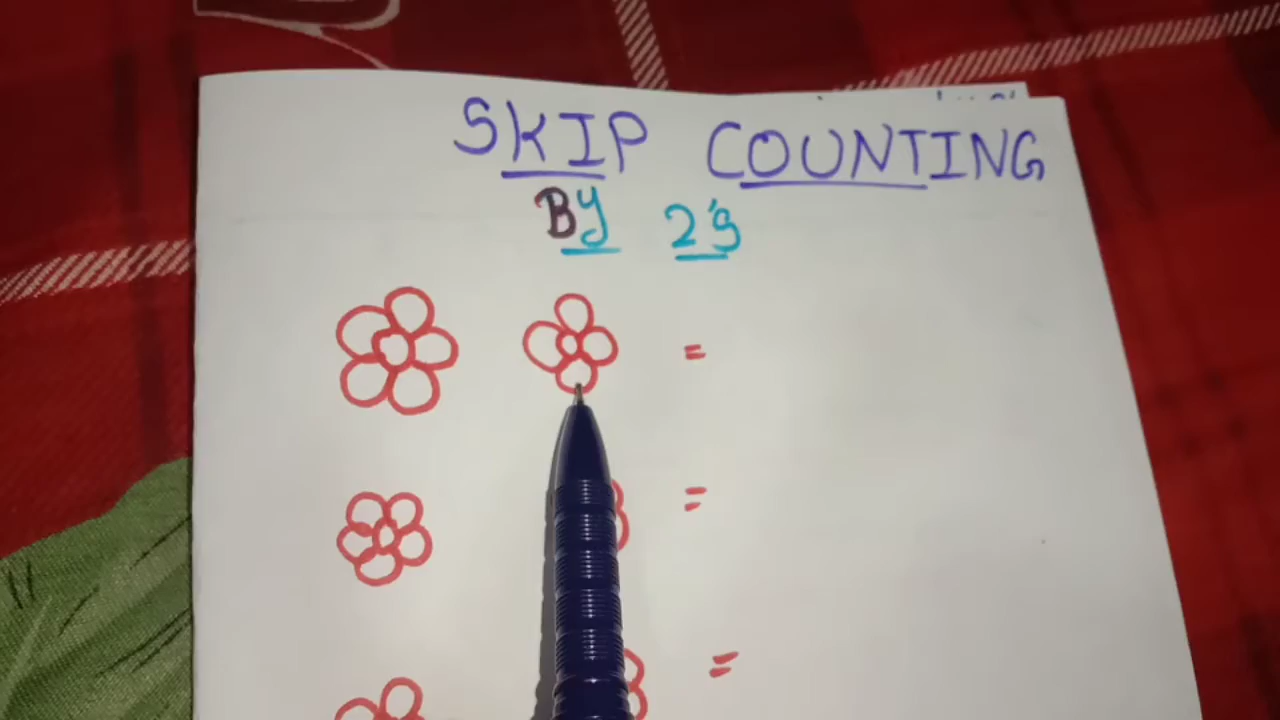 SKIP COUNTING
BY 2's
=
=
=